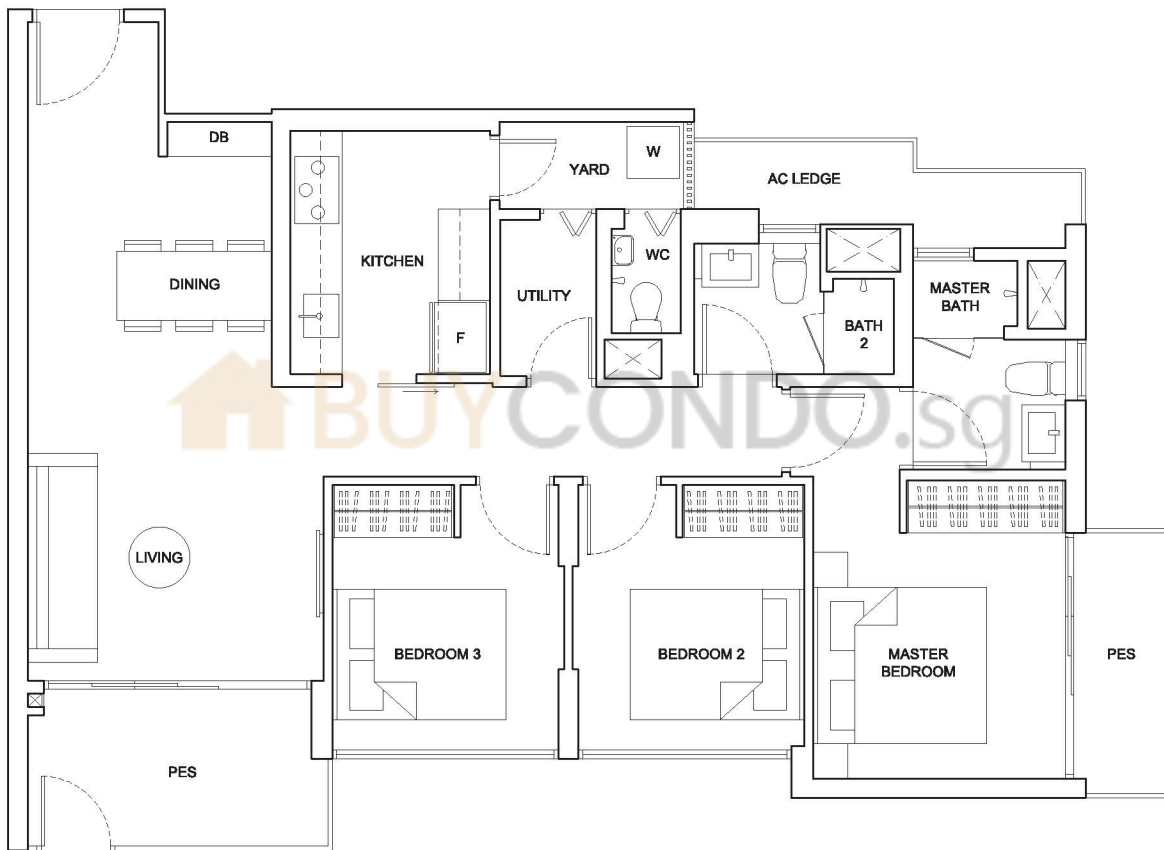 DB
YARD
W
AC LEDGE
KITCHEN
WC
DINING
UTILITY
MASTER
BATH
BATH
2
F
BUYCONDO.sg
LIVING
BEDROOM 3
BEDROOM 2
MASTER
BEDROOM
PES
PES